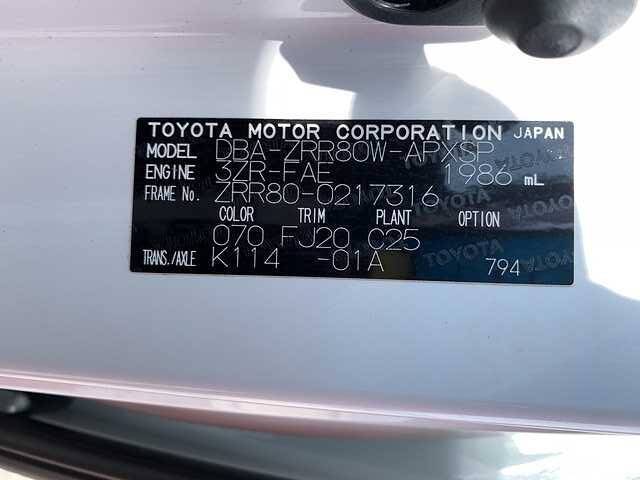 TOYOTA MOTOR CORPORATION JAPAN
MODEL DBA-ZRR80W-APXSP
ENGINE 3ZR-FAE 1986 mL
FRAME No. ZRR80-0217316
COLOR TRIM PLANT OPTION
070 FJ20 C25
TRANS./AXLE K114 -01A 794